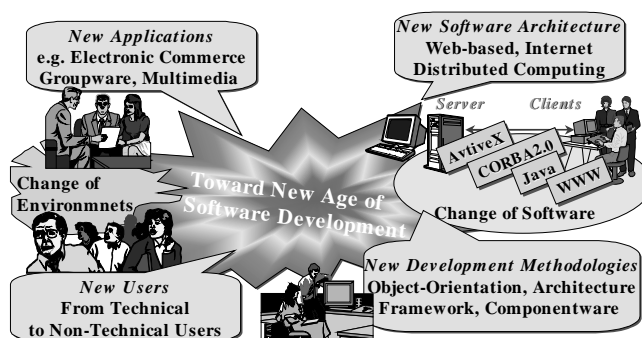 New Applications
e.g. Electronic Commerce
Groupware, Multimedia
New Software Architecture
Web-based, Internet
Distributed Computing
Server
Clients
AvtiveX
CORBA2.0
Java
WWW
Change of Software
Toward New Age of
Software Development
Change of
Environmnets
New Users
From Technical
to Non-Technical Users
New Development Methodologies
Object-Orientation, Architecture
Framework, Componentware